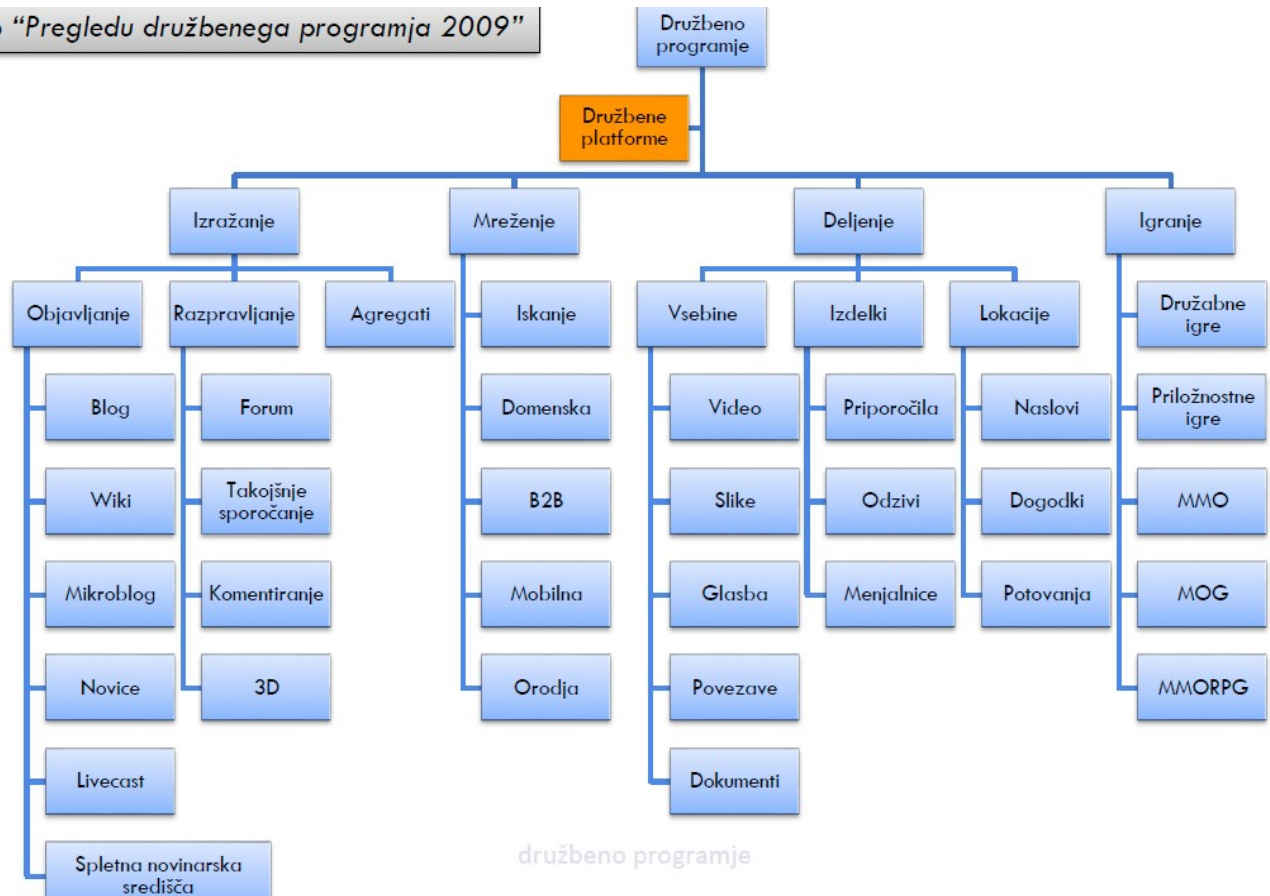 “Pregledu družbenega programja 2009”
Družbeno
programje
Družbene
platforme
Izražanje
Mreženje
Deljenje
Igranje
Objavljanje
Razpravljanje
Agregati
Iskanje
Vsebine
Izdelki
Lokacije
Družabne
igre
Blog
Forum
Domenska
Video
Priporočila
Naslovi
Priložnostne
igre
Wiki
Takojšnje
sporočanje
B2B
Slike
Odzivi
Dogodki
MMO
Mikroblog
Komentiranje
Mobilna
Glasba
Menjalnice
Potovanja
MOG
Novice
3D
Orodja
Povezave
MMORPG
Livecast
Dokumenti
Spletna novinarska
središča
družbeno programje